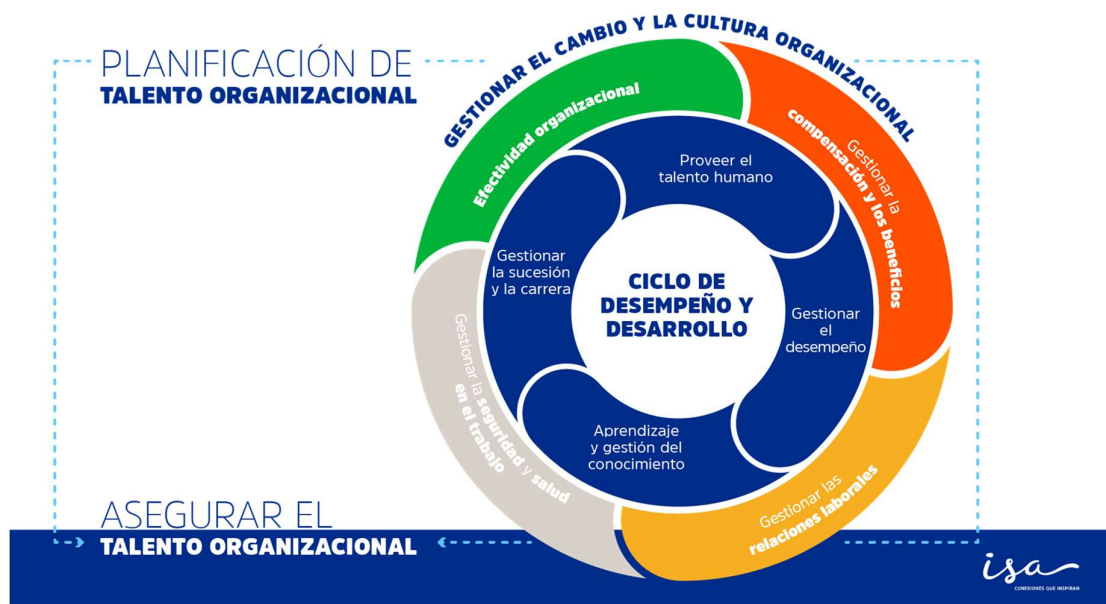 PLANIFICACIÓN DE
TALENTO ORGANIZACIONAL
GESTIONAR EL CAMBIO Y LA CULTURA ORGANIZACIONAL
Efectividad organizacional
Gestionar la
compensación y los beneficios
Proveer el
talento humano
Gestionar
la sucesión
y la carrera
CICLO DE
DESEMPEÑO Y
DESARROLLO
Gestionar
el
desempeño
Gestionar la seguridad y salud
en el trabajo
Aprendizaje
y gestión del
conocimiento
Gestionar las
relaciones laborales
ASEGURAR EL
TALENTO ORGANIZACIONAL
isa
CONEXIONES QUE INSPIRAN